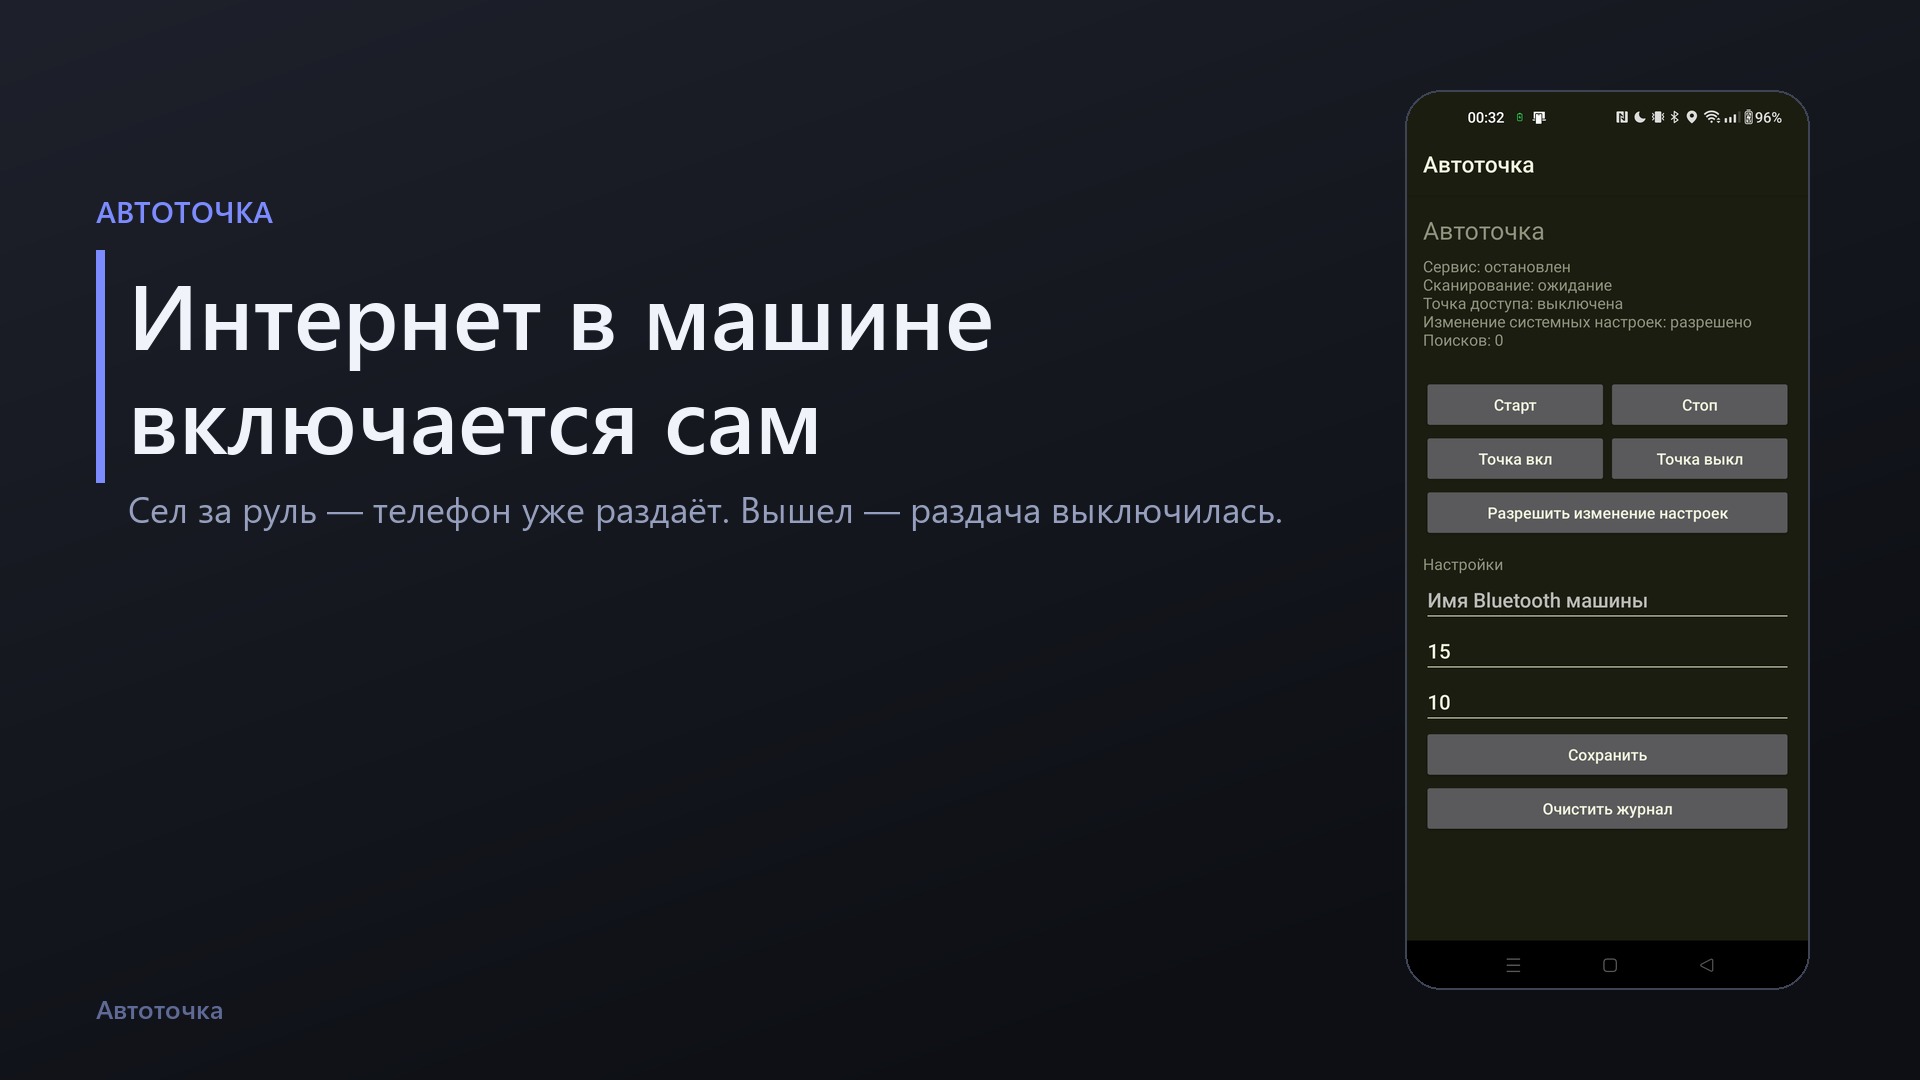 АВТОТОЧКА
Интернет в машине
включается сам
Сел за руль — телефон уже раздаёт. Вышел — раздача выключилась.
Автоточка
00:32
96%
Автоточка
Автоточка
Сервис: остановлен
Сканирование: ожидание
Точка доступа: выключена
Изменение системных настроек: разрешено
Поисков: 0
Старт
Стоп
Точка вкл
Точка выкл
Разрешить изменение настроек
Настройки
Имя Bluetooth машины
15
10
Сохранить
Очистить журнал